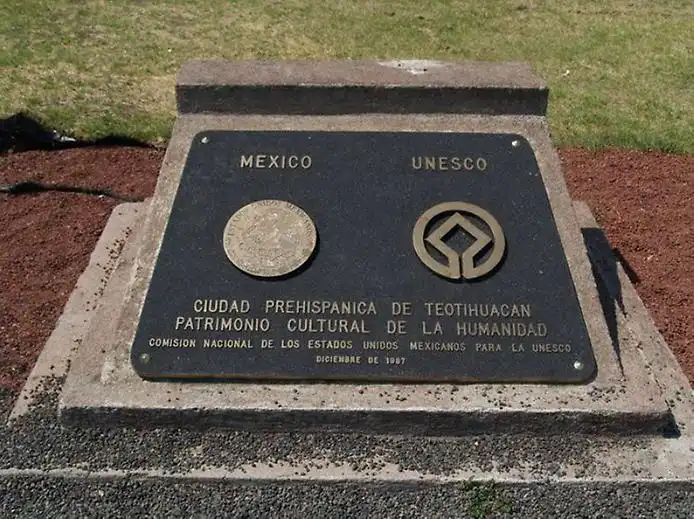 MEXICO UNESCO
CIUDAD PREHISPANICA DE TEOTIHUACAN
PATRIMONIO CULTURAL DE LA HUMANIDAD
COMISION NACIONAL DE LOS ESTADOS UNIDOS MEXICANOS PARA LA UNESCO
DICIEMBRE DE 1987